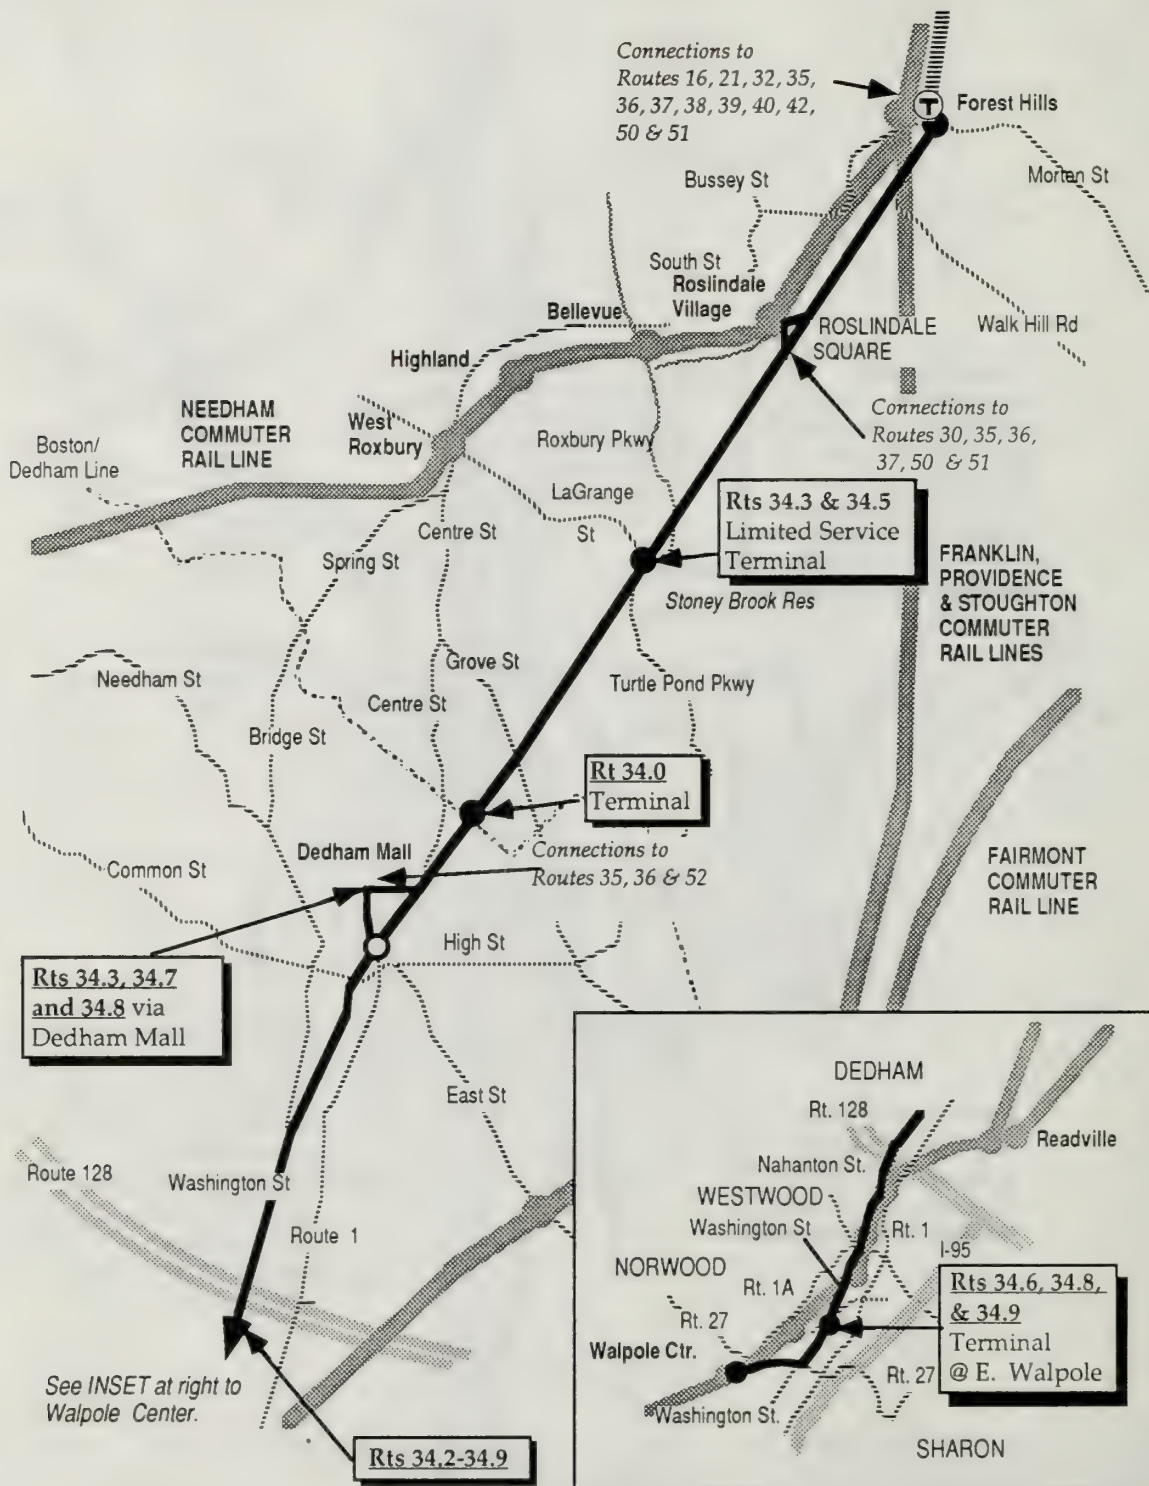 Connections to
Routes 16, 21, 32, 35,
36, 37, 38, 39, 40, 42,
50 & 51
T
Forest Hills
Bussey St
Morten St
South St
Roslindale
Village
Bellevue
ROSLINDALE
SQUARE
Walk Hill Rd
Highland
NEEDHAM
COMMUTER
RAIL LINE
West
Roxbury
Roxbury Pkwy
Connections to
Routes 30, 35, 36,
37, 50 & 51
Boston/
Dedham Line
LaGrange
St
Rts 34.3 & 34.5
Limited Service
Terminal
Centre St
Spring St
FRANKLIN,
PROVIDENCE
& STOUGHTON
COMMUTER
RAIL LINES
Stoney Brook Res
Needham St
Grove St
Turtle Pond Pkwy
Centre St
Bridge St
Rt 34.0
Terminal
Dedham Mall
Connections to
Routes 35, 36 & 52
Common St
FAIRMONT
COMMUTER
RAIL LINE
High St
Rts 34.3, 34.7
and 34.8 via
Dedham Mall
East St
Route 128
Washington St
Route 1
See INSET at right to
Walpole Center.
Rts 34.2-34.9
DEDHAM
Rt. 128
Readville
Nahanton St.
WESTWOOD
Washington St
Rt. 1
I-95
NORWOOD
Rt. 1A
Rt. 27
Rts 34.6, 34.8,
& 34.9
Terminal
@ E. Walpole
Walpole Ctr.
Rt. 27
Washington St.
SHARON